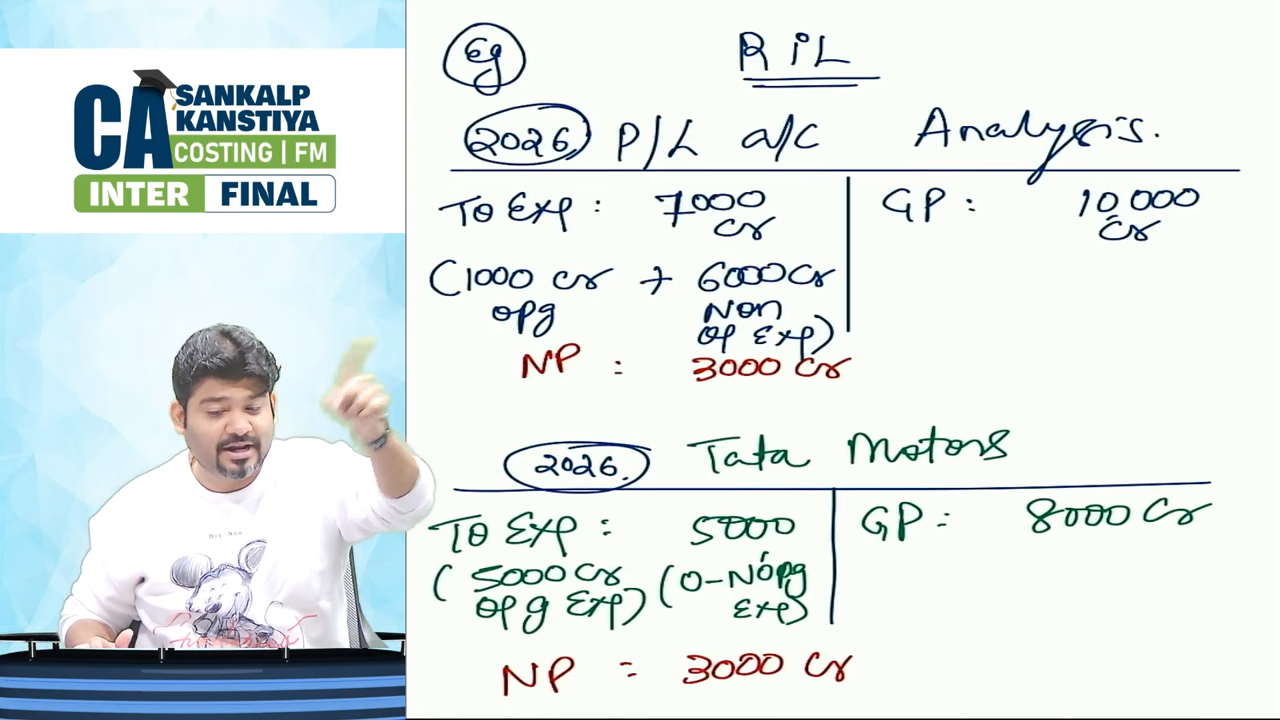 CA SANKALP
KANSTIYA
COSTING | FM
INTER FINAL
Eg
RIL
2026. P/L a/c Analysis.
To Exp : 7000 Cr
GP : 10,000 Cr
(1000 Cr + 6000 Cr
opg Non
Op Exp)
NP : 3000 Cr
2026. Tata Motors
To Exp : 5000
GP : 8000 Cr
(5000 Cr (0-Nópg
opg Exp) Exp)
NP = 3000 Cr